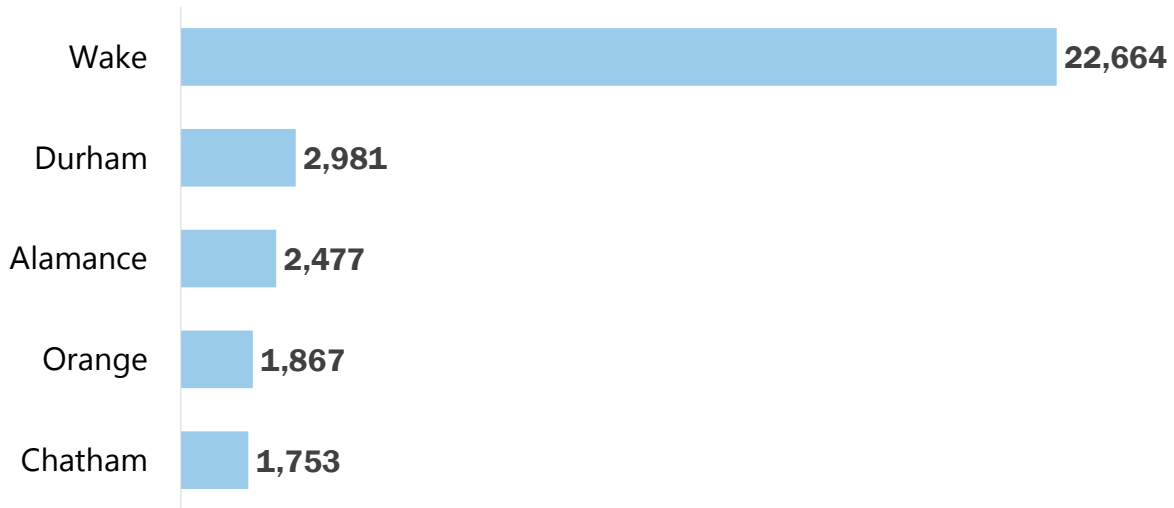 Wake 22,664
Durham 2,981
Alamance 2,477
Orange 1,867
Chatham 1,753